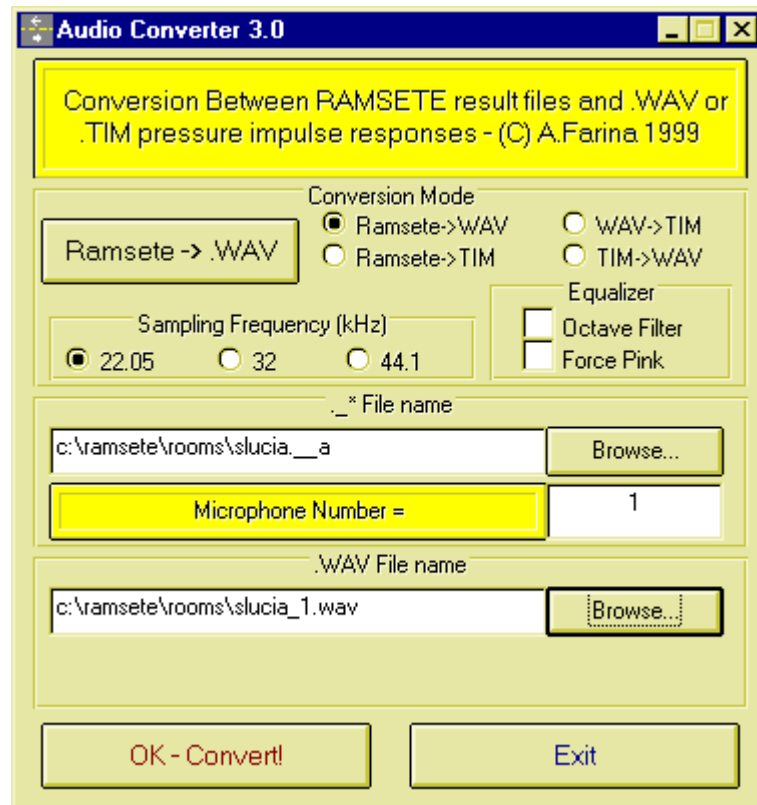 Audio Converter 3.0
Conversion Between RAMSETE result files and .WAV or
.TIM pressure impulse responses - (C) A.Farina 1999
Conversion Mode
Ramsete -> .WAV
Ramsete->WAV
WAV->TIM
Ramsete->TIM
TIM->WAV
Sampling Frequency (kHz)
22.05
32
44.1
Equalizer
Octave Filter
Force Pink
._* File name
c:\ramsete\rooms\slucia.__a
Browse...
Microphone Number =
1
.WAV File name
c:\ramsete\rooms\slucia_1.wav
Browse...
OK - Convert!
Exit